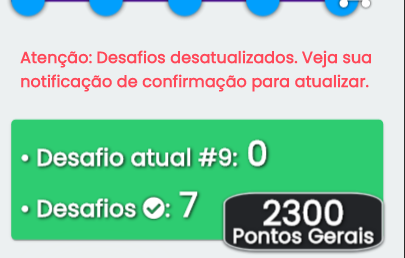 Atenção: Desafios desatualizados. Veja sua
notificação de confirmação para atualizar.
• Desafio atual #9: 0
• Desafios ✔: 7
2300
Pontos Gerais